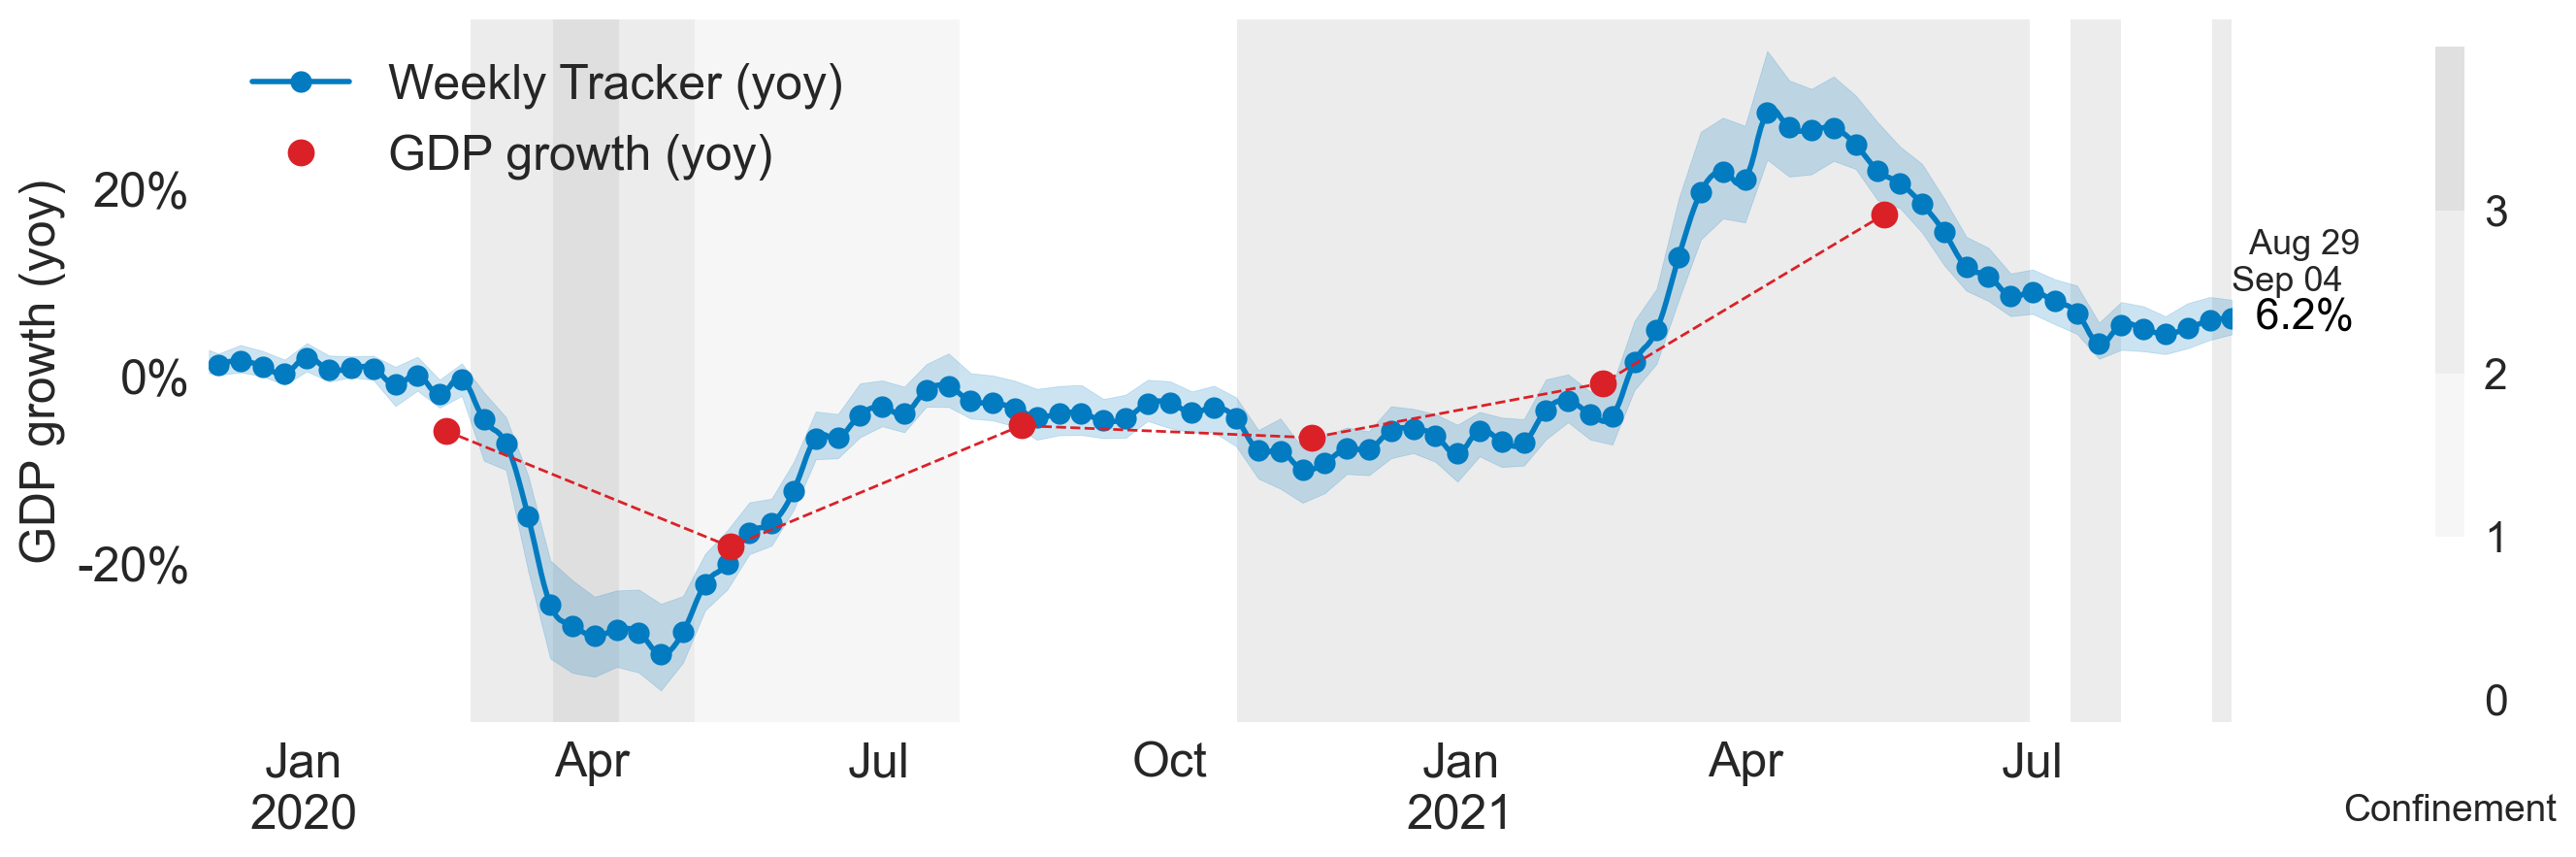 Weekly Tracker (yoy)
GDP growth (yoy)
GDP growth (yoy)
20%
0%
-20%
Jan
2020
Apr
Jul
Oct
Jan
2021
Apr
Jul
Aug 29
Sep 04
6.2%
3
2
1
0
Confinement